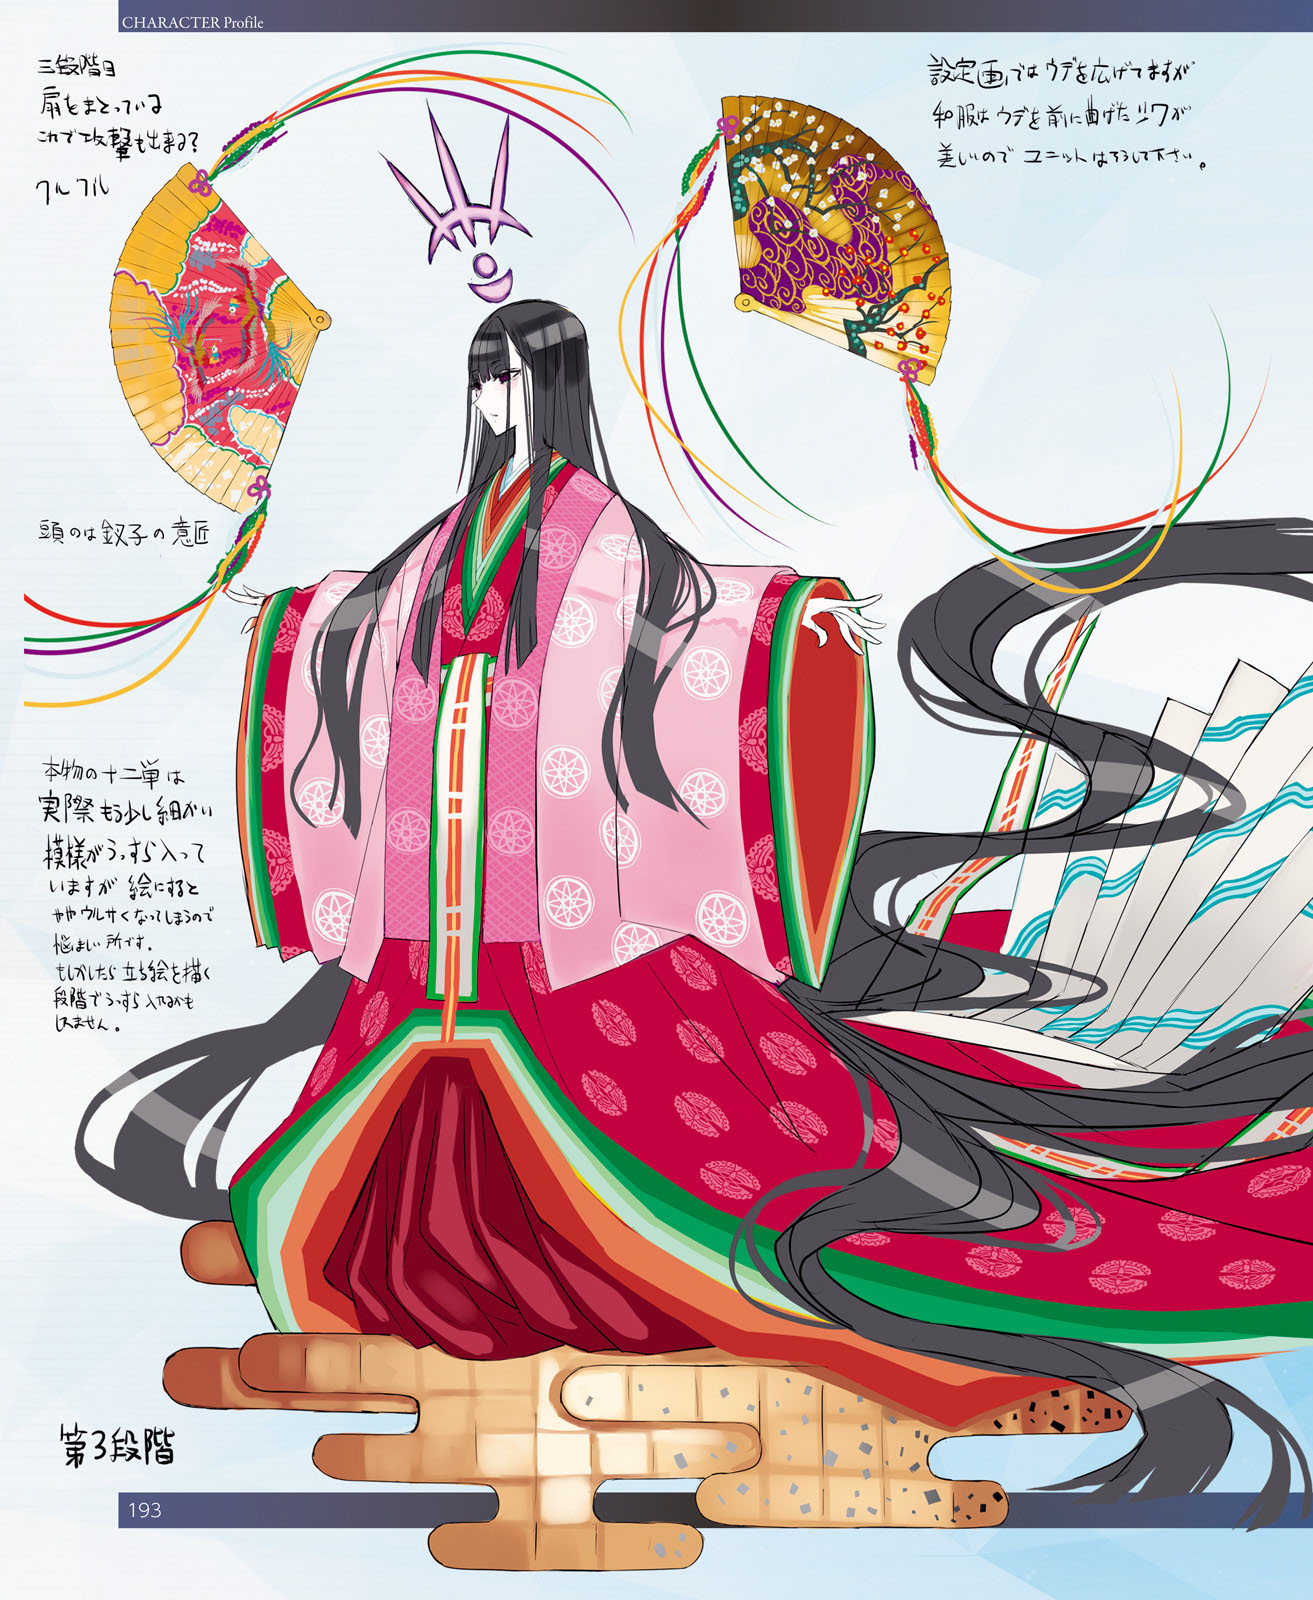 CHARACTER Profile
三段階目
扇をまとっている
これで攻撃も出来る?
クルクル
設定画ではウデを広げてますが
和服はウデを前に曲げたシワが
美しいので ユニットはろして下さい。
頭のは釵子の意匠
本物の十二単は
実際もう少し細かい
模様がうっすら入って
いますが 絵にすると
ややウルサくなってしまうので
悩ましい所です。
もしかしたら立ち絵を描く
段階でうっすら入れるかも
しれません。
第3段階
193